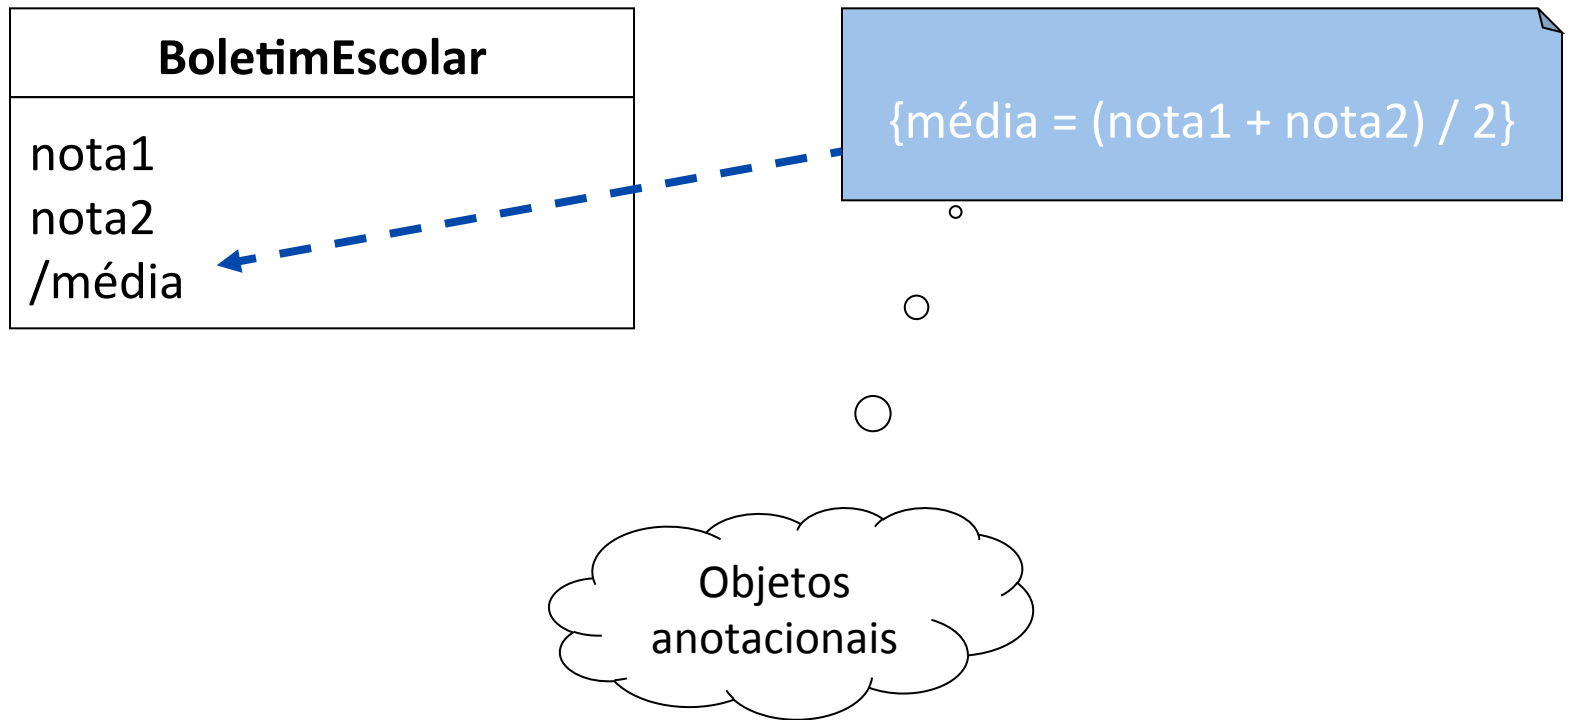 BoletimEscolar
nota1
nota2
/média
{média = (nota1 + nota2) / 2}
Objetos
anotacionais